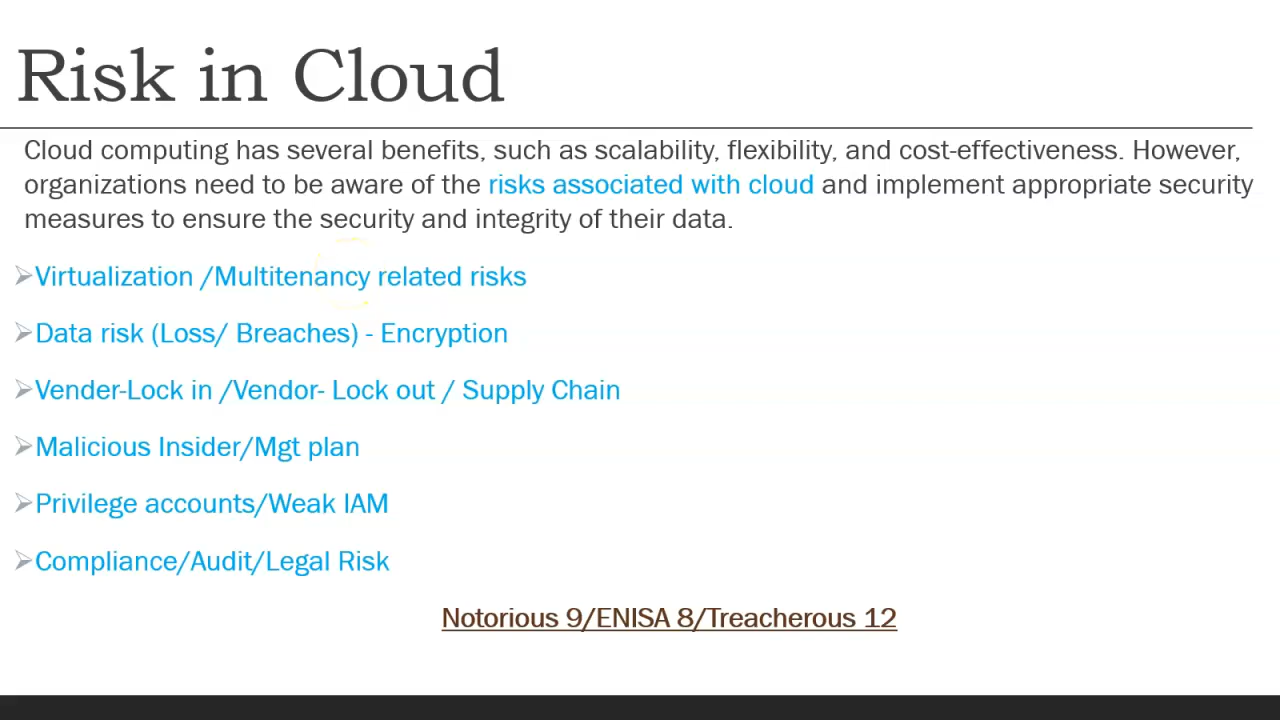 Risk in Cloud
Cloud computing has several benefits, such as scalability, flexibility, and cost-effectiveness. However,
organizations need to be aware of the risks associated with cloud and implement appropriate security
measures to ensure the security and integrity of their data.
➢Virtualization /Multitenancy related risks
➢Data risk (Loss/ Breaches) - Encryption
➢Vender-Lock in /Vendor- Lock out / Supply Chain
➢Malicious Insider/Mgt plan
➢Privilege accounts/Weak IAM
➢Compliance/Audit/Legal Risk
Notorious 9/ENISA 8/Treacherous 12